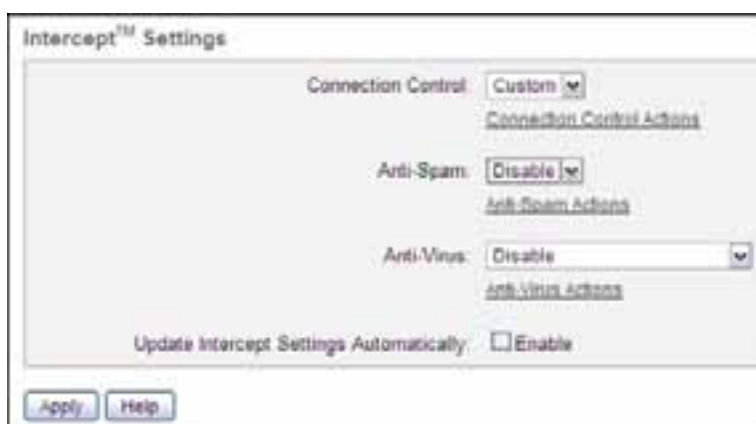 Intercept™ Settings
Connection Control: Custom
Connection Control Actions
Anti-Spam: Disable
Anti-Spam Actions
Anti-Virus: Disable
Anti-Virus Actions
Update Intercept Settings Automatically: Enable
Apply Help